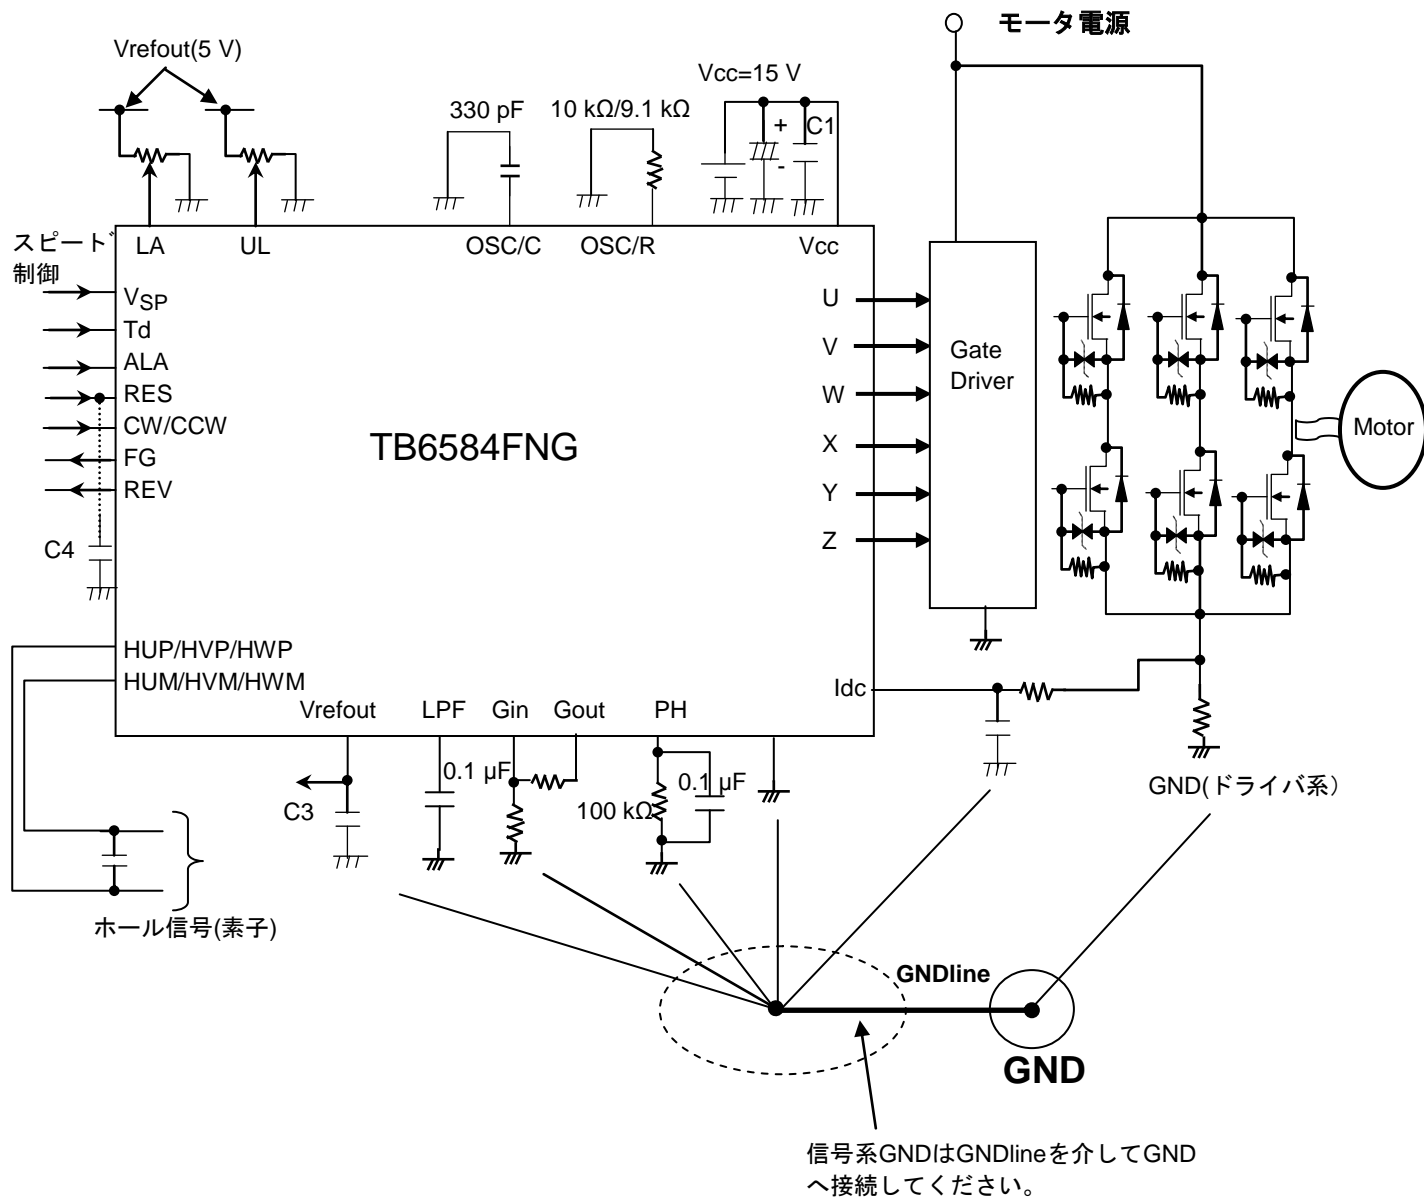 モータ電源
Vrefout(5 V)
Vcc=15 V
330 pF
10 kΩ/9.1 kΩ
+
C1
-
スピード
制御
LA
UL
OSC/C
OSC/R
Vcc
VSP
Td
ALA
RES
CW/CCW
FG
REV
C4
TB6584FNG
U
V
W
X
Y
Z
Gate
Driver
Motor
HUP/HVP/HWP
HUM/HVM/HWM
Idc
Vrefout
LPF
Gin
Gout
PH
0.1 μF
0.1 μF
100 kΩ
C3
GND(ドライバ系)
ホール信号(素子)
GNDline
GND
信号系GNDはGNDlineを介してGND
へ接続してください。